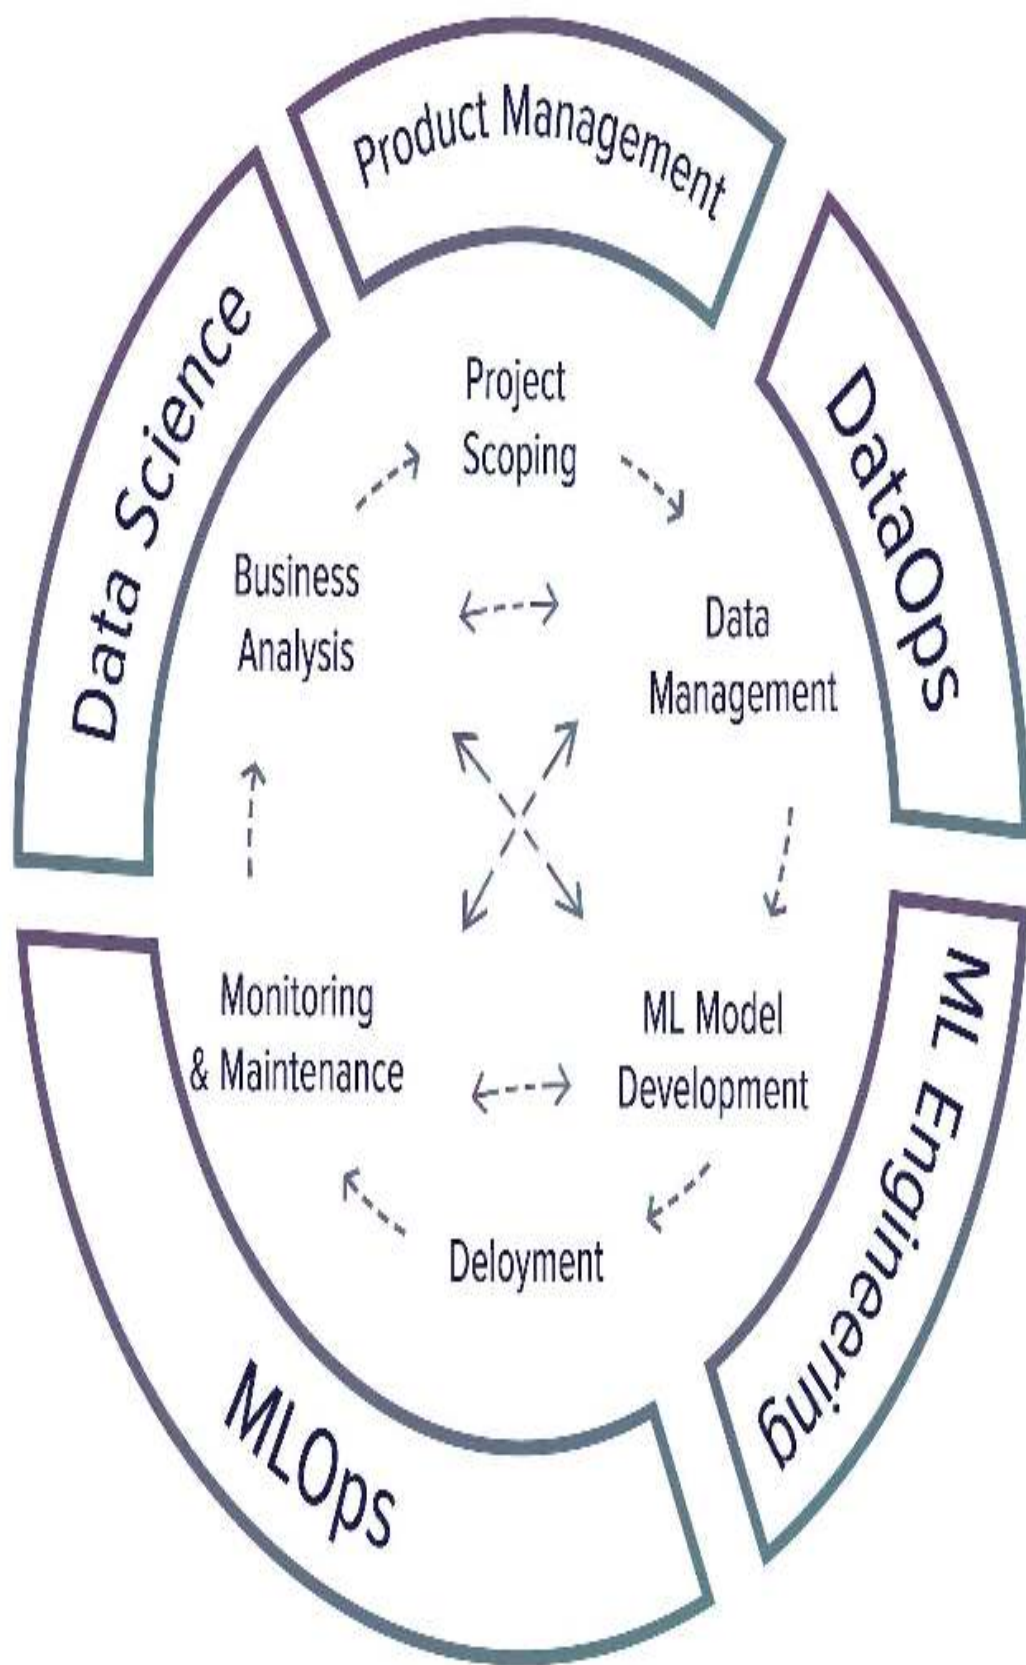 Product Management
Data Science
DataOps
Project
Scoping
Business
Analysis
Data
Management
Monitoring
& Maintenance
ML Model
Development
Deloyment
ML Engineering
MLOps